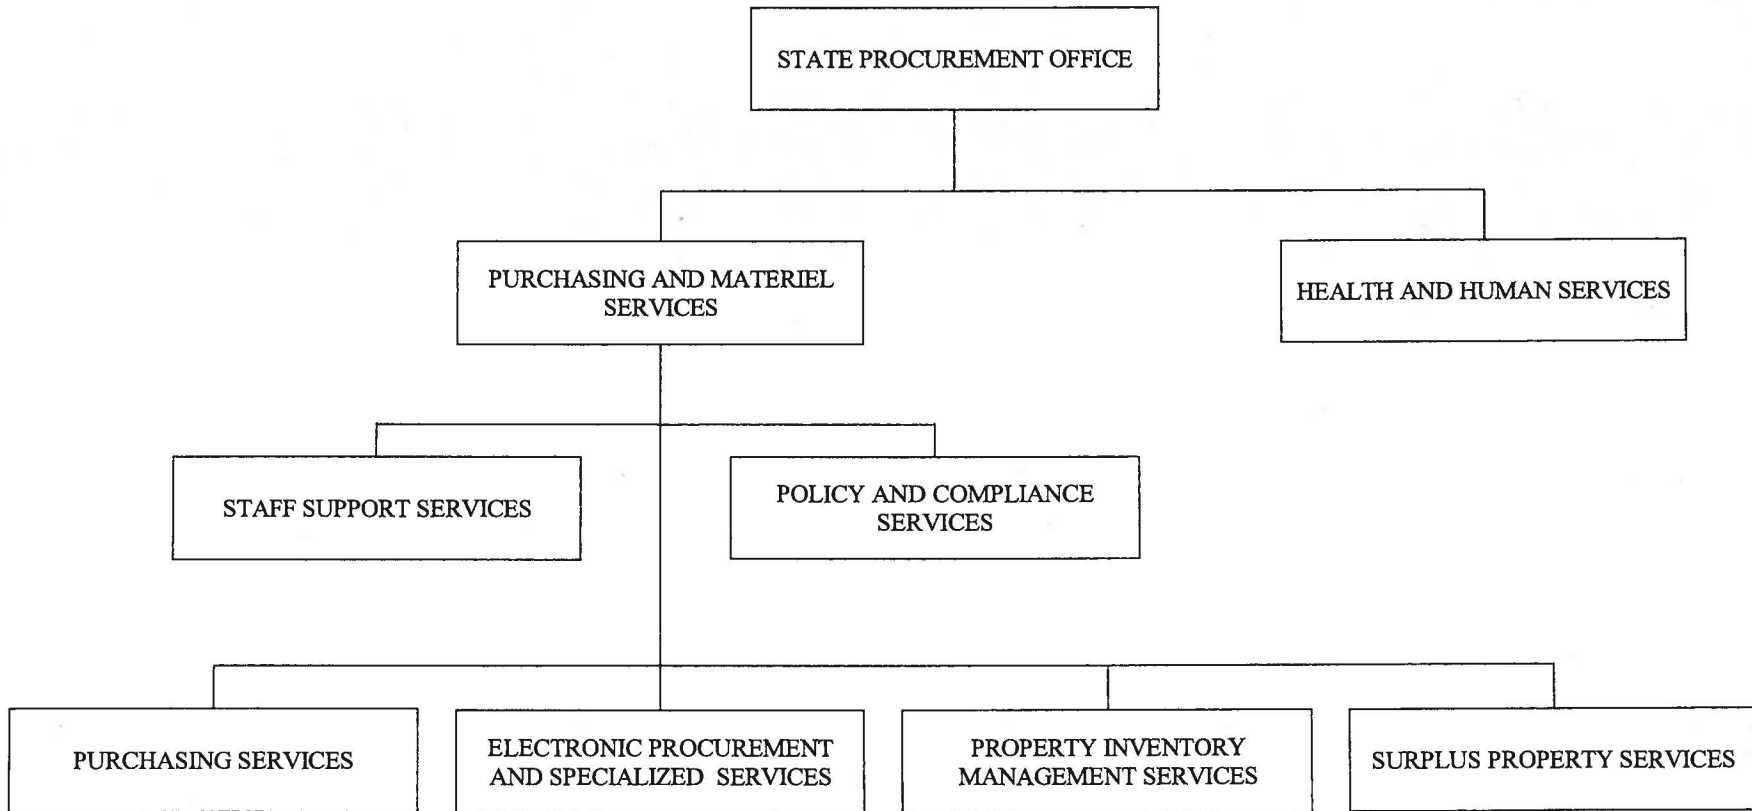 STATE PROCUREMENT OFFICE
PURCHASING AND MATERIEL
SERVICES
HEALTH AND HUMAN SERVICES
STAFF SUPPORT SERVICES
POLICY AND COMPLIANCE
SERVICES
PURCHASING SERVICES
ELECTRONIC PROCUREMENT
AND SPECIALIZED SERVICES
PROPERTY INVENTORY
MANAGEMENT SERVICES
SURPLUS PROPERTY SERVICES